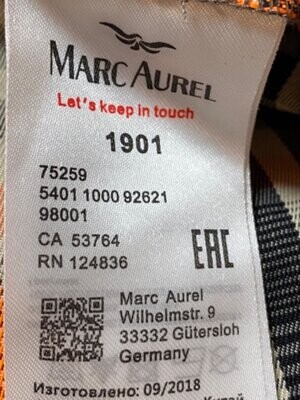 MARC AUREL
Let's keep in touch
1901
75259
5401 1000 92621
98001
CA 53764
RN 124836
EAC
Marc Aurel
Wilhelmstr. 9
33332 Gütersloh
Germany
Изготовлено: 09/2018